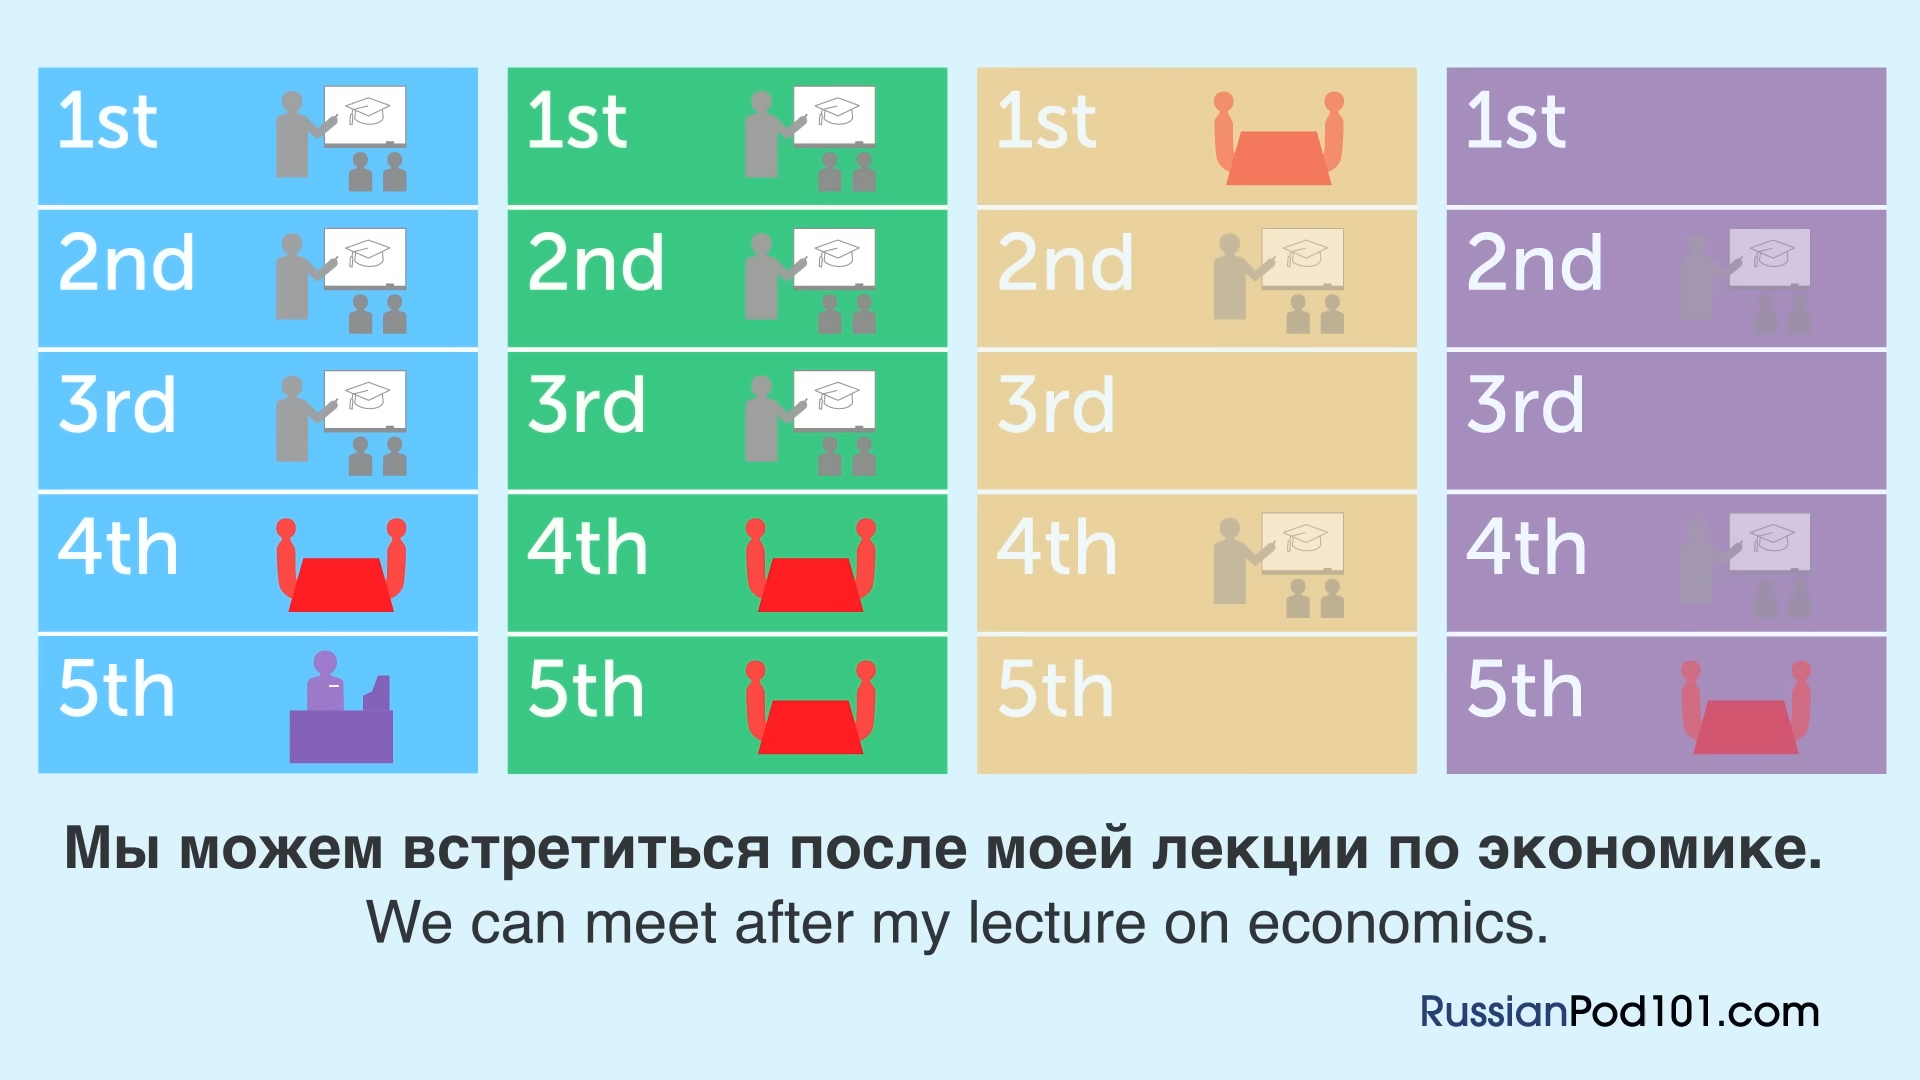 1st
2nd
3rd
4th
5th
1st
2nd
3rd
4th
5th
1st
2nd
3rd
4th
5th
1st
2nd
3rd
4th
5th
Мы можем встретиться после моей лекции по экономике.
We can meet after my lecture on economics.
RussianPod101.com